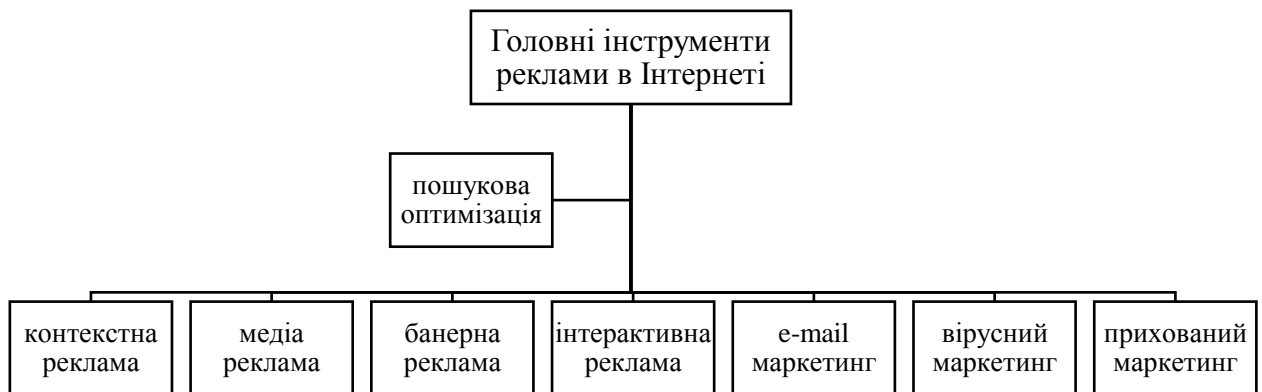 Головні інструменти
реклами в Інтернеті
пошукова
оптимізація
контекстна
реклама
медіа
реклама
банерна
реклама
інтерактивна
реклама
e-mail
маркетинг
вірусний
маркетинг
прихований
маркетинг